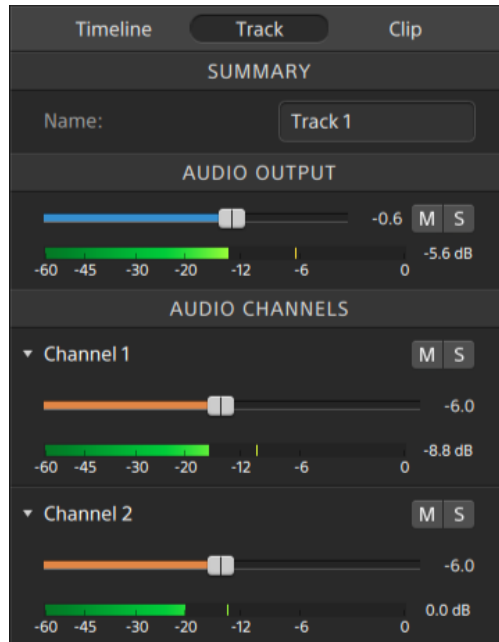 Timeline Track Clip
SUMMARY
Name: Track 1
AUDIO OUTPUT
-0.6 M S
-5.6 dB
-60 -45 -30 -20 -12 -6 0
AUDIO CHANNELS
Channel 1 M S
-6.0
-8.8 dB
-60 -45 -30 -20 -12 -6 0
Channel 2 M S
-6.0
0.0 dB
-60 -45 -30 -20 -12 -6 0